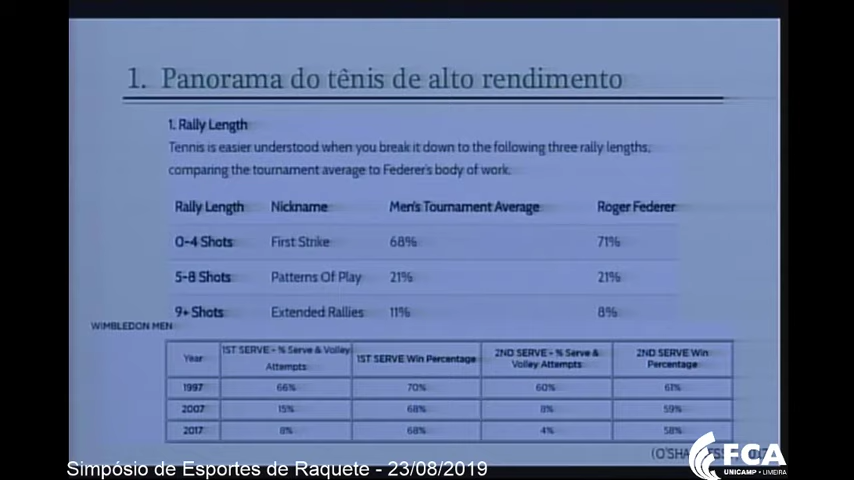 1. Panorama do tênis de alto rendimento
1. Rally Length
Tennis is easier understood when you break it down to the following three rally lengths,
comparing the tournament average to Federer's body of work.
Rally Length Nickname Men's Tournament Average Roger Federer
0-4 Shots First Strike 68% 71%
5-8 Shots Patterns Of Play 21% 21%
9+ Shots Extended Rallies 11% 8%
WIMBLEDON MEN
Year 1ST SERVE - % Serve & Volley Attempts 1ST SERVE Win Percentage 2ND SERVE - % Serve & Volley Attempts 2ND SERVE Win Percentage
1997 66% 70% 60% 61%
2007 15% 68% 8% 59%
2017 8% 68% 4% 58%
Simpósio de Esportes de Raquete - 23/08/2019
FCA
UNICAMP LIMEIRA